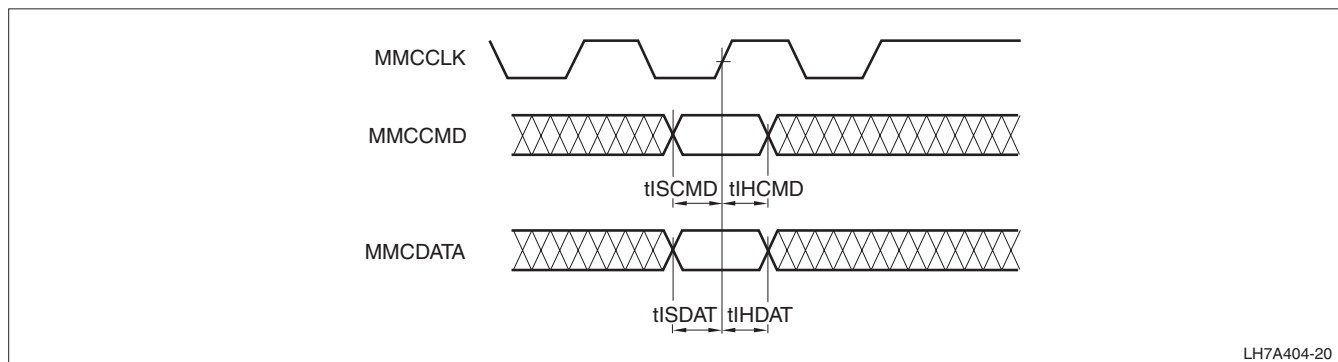 MMCCLK
MMCCMD
tISCMD tIHCMD
MMCDATA
tISDAT tIHDAT
LH7A404-20